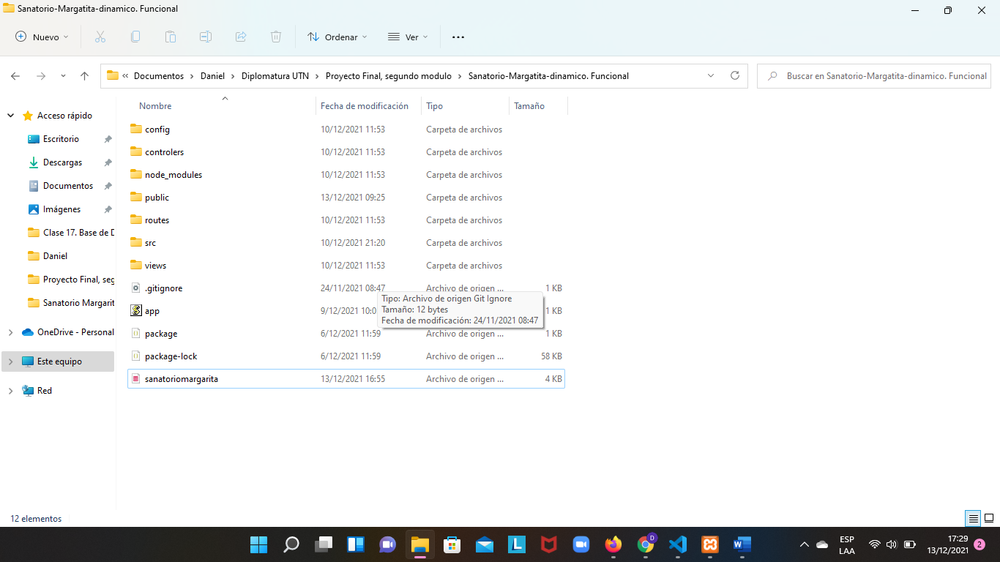 Sanatorio-Margatita-dinamico. Funcional
Nuevo
Ordenar
Ver
« Documentos > Daniel > Diplomatura UTN > Proyecto Final, segundo modulo > Sanatorio-Margatita-dinamico. Funcional
Buscar en Sanatorio-Margatita-dinamico. Funcional
Acceso rápido
Escritorio
Descargas
Documentos
Imágenes
Clase 17. Base de D
Daniel
Proyecto Final, seg
Sanatorio Margarit
OneDrive - Personal
Este equipo
Red
Nombre Fecha de modificación Tipo Tamaño
config 10/12/2021 11:53 Carpeta de archivos
controlers 10/12/2021 11:53 Carpeta de archivos
node_modules 10/12/2021 11:53 Carpeta de archivos
public 13/12/2021 09:25 Carpeta de archivos
routes 10/12/2021 11:53 Carpeta de archivos
src 10/12/2021 21:20 Carpeta de archivos
views 10/12/2021 11:53 Carpeta de archivos
.gitignore 24/11/2021 08:47 Archivo de origen ... 1 KB
app 9/12/2021 10:0 1 KB
package 6/12/2021 11:59 Archivo de origen ... 1 KB
package-lock 6/12/2021 11:59 Archivo de origen ... 58 KB
sanatoriomargarita 13/12/2021 16:55 Archivo de origen ... 4 KB
Tipo: Archivo de origen Git Ignore
Tamaño: 12 bytes
Fecha de modificación: 24/11/2021 08:47
12 elementos
L
D
W
ESP
LAA
17:29
13/12/2021
2